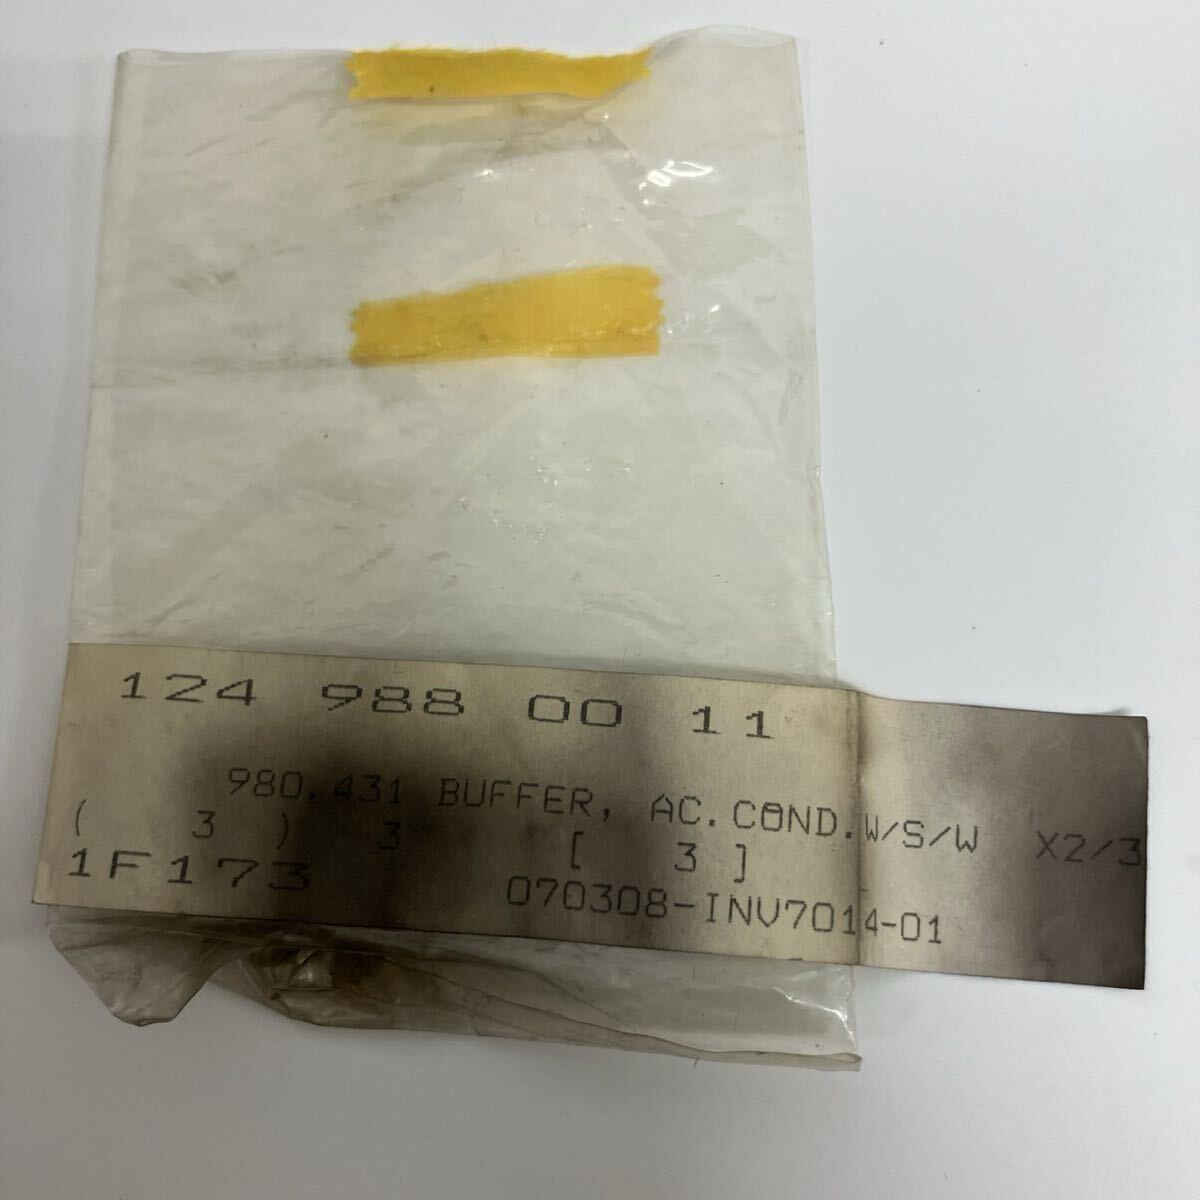 124 988 00 11
980.431 BUFFER, AC.COND.W/S/W X2/3
( 3 ) 3 [ 3 ]
1F173 070308-INV7014-01